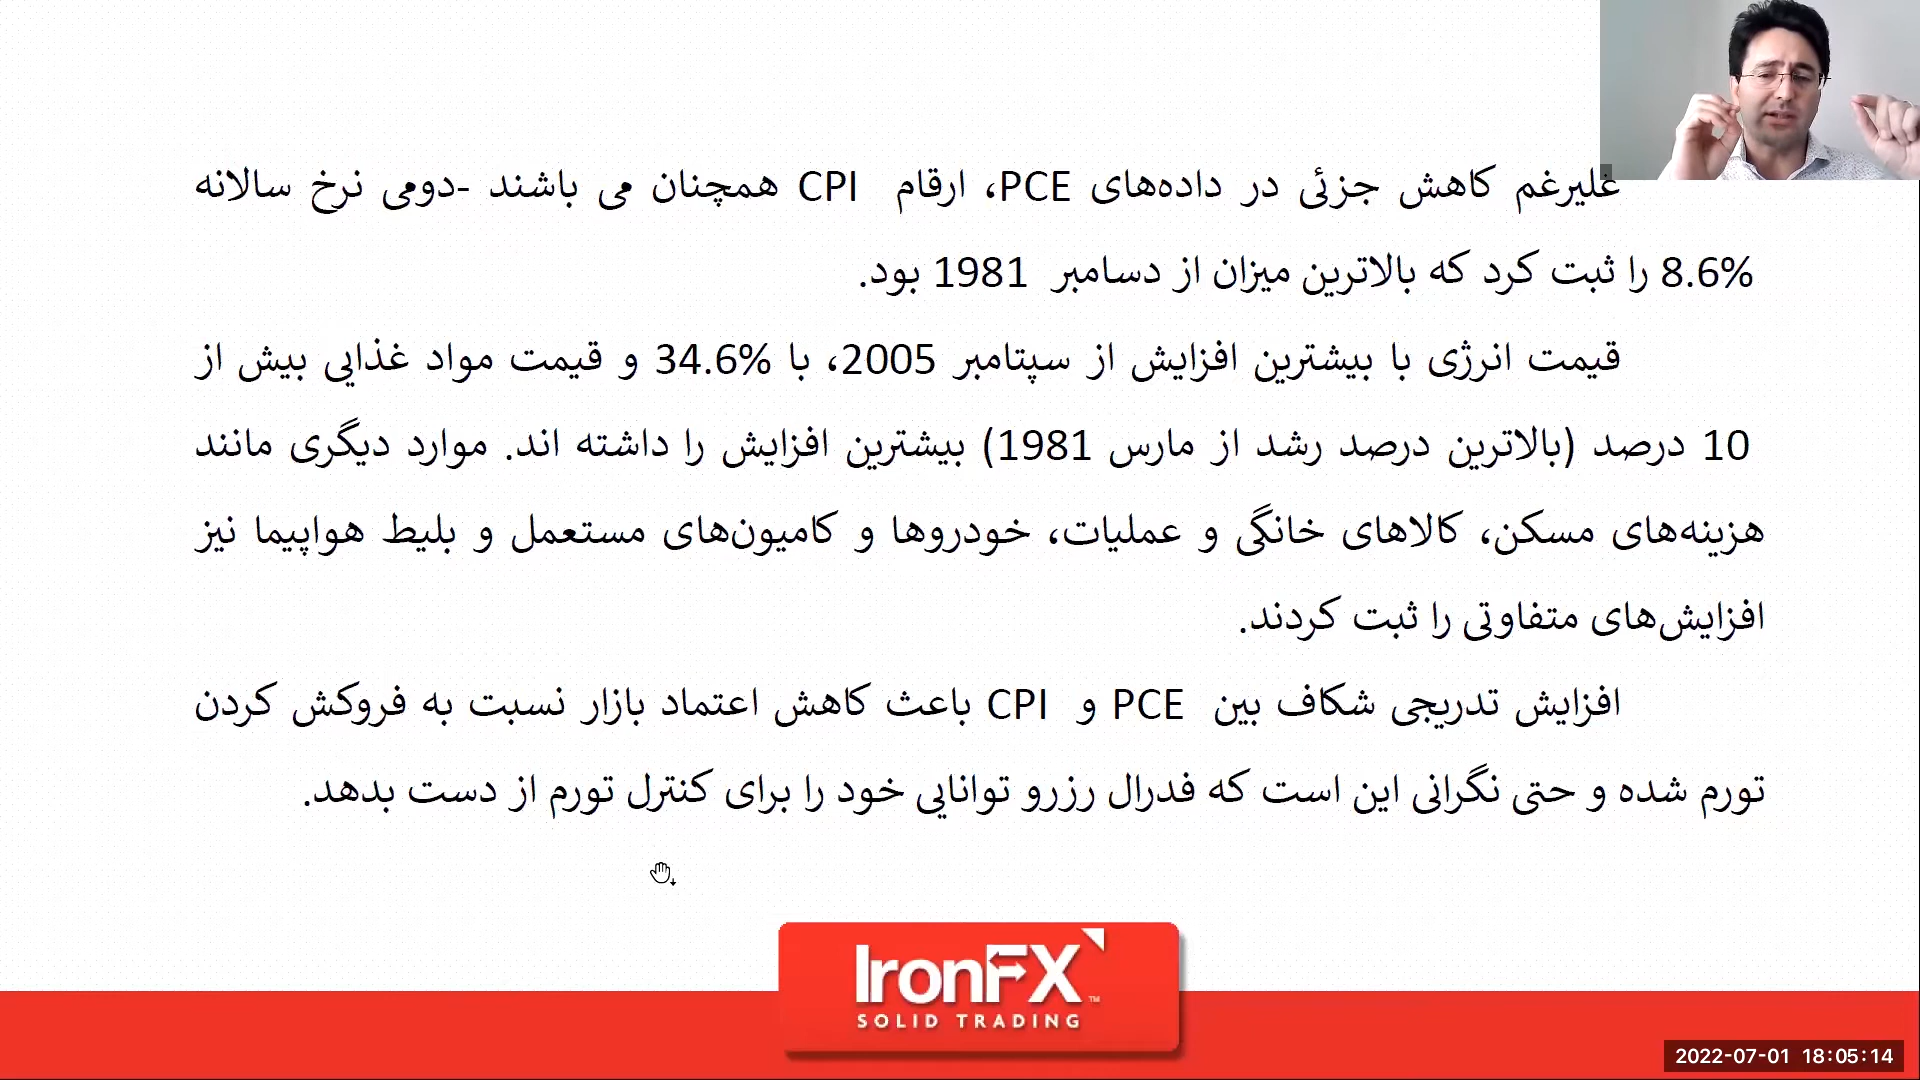 غلیرغم کاهش جزئی در داده‌های PCE، ارقام CPI همچنان می باشند -دومی نرخ سالانه
8.6% را ثبت کرد که بالاترین میزان از دسامبر 1981 بود.
قیمت انرژی با بیشترین افزایش از سپتامبر 2005، با 34.6% و قیمت مواد غذایی بیش از
10 درصد (بالاترین درصد رشد از مارس 1981) بیشترین افزایش را داشته اند. موارد دیگری مانند
هزینه‌های مسکن، کالاهای خانگی و عملیات، خودروها و کامیون‌های مستعمل و بلیط هواپیما نیز
افزایش‌های متفاوتی را ثبت کردند.
افزایش تدریجی شکاف بین PCE و CPI باعث کاهش اعتماد بازار نسبت به فروکش کردن
تورم شده و حتی نگرانی این است که فدرال رزرو توانایی خود را برای کنترل تورم از دست بدهد.
IronFX™
SOLID TRADING
2022-07-01 18:05:14